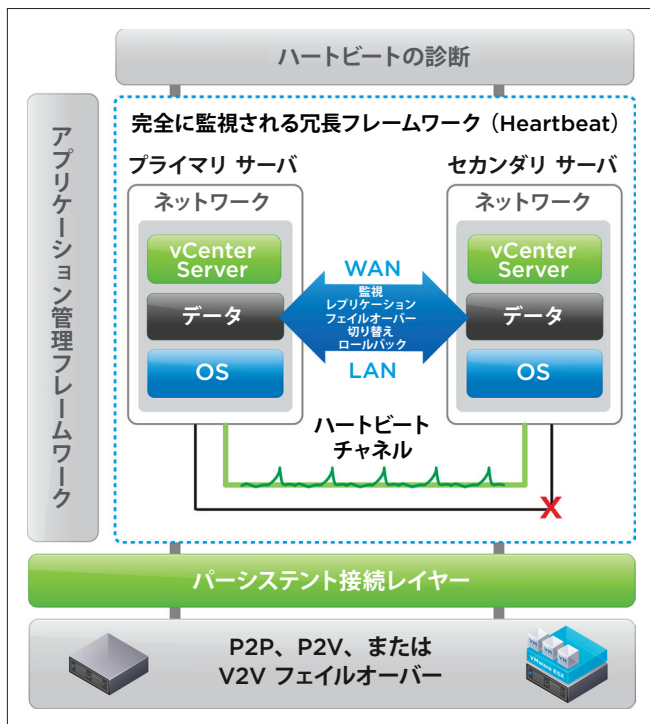 ハートビートの診断
アプリケーション管理フレームワーク
完全に監視される冗長フレームワーク（Heartbeat）
プライマリ サーバ
ネットワーク
vCenter
Server
データ
OS
WAN
監視
レプリケーション
フェイルオーバー
切り替え
ロールバック
LAN
セカンダリ サーバ
ネットワーク
vCenter
Server
データ
OS
ハートビート
チャネル
X
パーシステント接続レイヤー
P2P、P2V、または
V2V フェイルオーバー
VM
VM
VM
VMware ESX